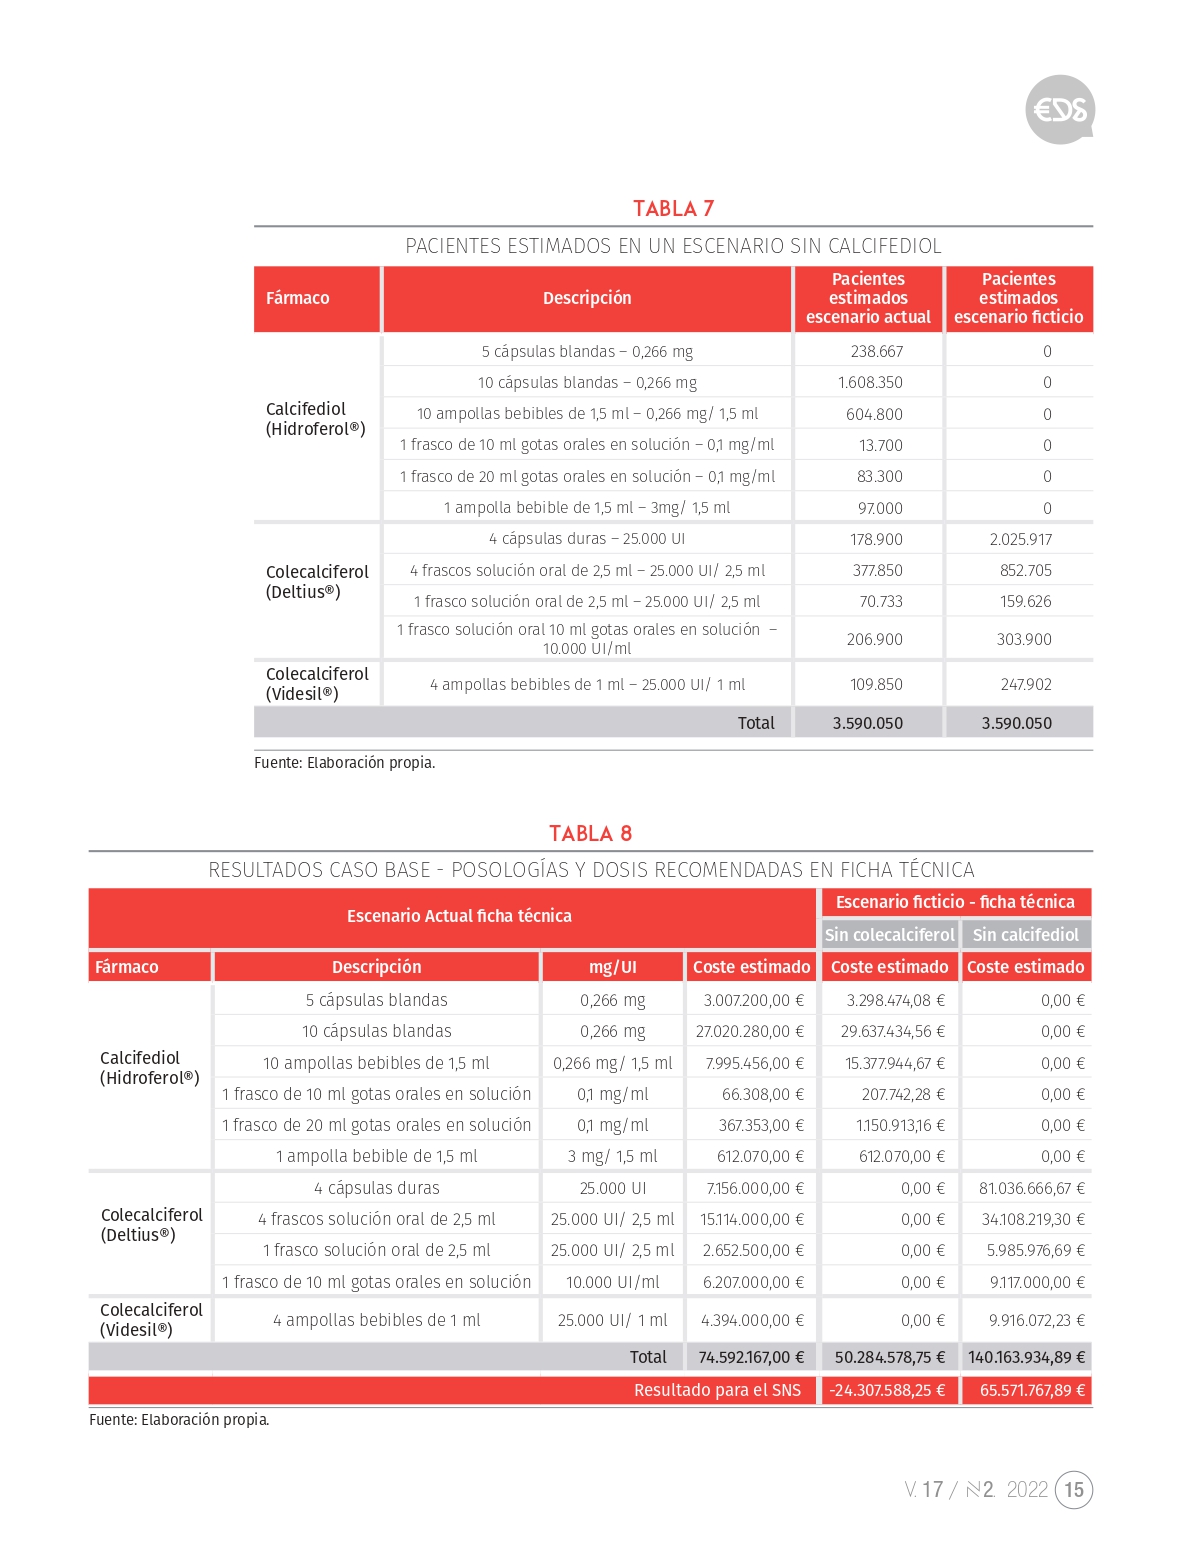 EDS
TABLA 7
PACIENTES ESTIMADOS EN UN ESCENARIO SIN CALCIFEDIOL
Fármaco Descripción Pacientes estimados escenario actual Pacientes estimados escenario ficticio
Calcifediol (Hidroferol®)
5 cápsulas blandas – 0,266 mg 238.667 0
10 cápsulas blandas – 0,266 mg 1.608.350 0
10 ampollas bebibles de 1,5 ml – 0,266 mg/ 1,5 ml 604.800 0
1 frasco de 10 ml gotas orales en solución – 0,1 mg/ml 13.700 0
1 frasco de 20 ml gotas orales en solución – 0,1 mg/ml 83.300 0
1 ampolla bebible de 1,5 ml – 3mg/ 1,5 ml 97.000 0
Colecalciferol (Deltius®)
4 cápsulas duras – 25.000 UI 178.900 2.025.917
4 frascos solución oral de 2,5 ml – 25.000 UI/ 2,5 ml 377.850 852.705
1 frasco solución oral de 2,5 ml – 25.000 UI/ 2,5 ml 70.733 159.626
1 frasco solución oral 10 ml gotas orales en solución – 10.000 UI/ml 206.900 303.900
Colecalciferol (Videsil®)
4 ampollas bebibles de 1 ml – 25.000 UI/ 1 ml 109.850 247.902
Total 3.590.050 3.590.050
Fuente: Elaboración propia.
TABLA 8
RESULTADOS CASO BASE - POSOLOGÍAS Y DOSIS RECOMENDADAS EN FICHA TÉCNICA
Escenario Actual ficha técnica Escenario ficticio - ficha técnica
Sin colecalciferol Sin calcifediol
Fármaco Descripción mg/UI Coste estimado Coste estimado Coste estimado
Calcifediol (Hidroferol®)
5 cápsulas blandas 0,266 mg 3.007.200,00 € 3.298.474,08 € 0,00 €
10 cápsulas blandas 0,266 mg 27.020.280,00 € 29.637.434,56 € 0,00 €
10 ampollas bebibles de 1,5 ml 0,266 mg/ 1,5 ml 7.995.456,00 € 15.377.944,67 € 0,00 €
1 frasco de 10 ml gotas orales en solución 0,1 mg/ml 66.308,00 € 207.742,28 € 0,00 €
1 frasco de 20 ml gotas orales en solución 0,1 mg/ml 367.353,00 € 1.150.913,16 € 0,00 €
1 ampolla bebible de 1,5 ml 3 mg/ 1,5 ml 612.070,00 € 612.070,00 € 0,00 €
Colecalciferol (Deltius®)
4 cápsulas duras 25.000 UI 7.156.000,00 € 0,00 € 81.036.666,67 €
4 frascos solución oral de 2,5 ml 25.000 UI/ 2,5 ml 15.114.000,00 € 0,00 € 34.108.219,30 €
1 frasco solución oral de 2,5 ml 25.000 UI/ 2,5 ml 2.652.500,00 € 0,00 € 5.985.976,69 €
1 frasco de 10 ml gotas orales en solución 10.000 UI/ml 6.207.000,00 € 0,00 € 9.117.000,00 €
Colecalciferol (Videsil®)
4 ampollas bebibles de 1 ml 25.000 UI/ 1 ml 4.394.000,00 € 0,00 € 9.916.072,23 €
Total 74.592.167,00 € 50.284.578,75 € 140.163.934,89 €
Resultado para el SNS -24.307.588,25 € 65.571.767,89 €
Fuente: Elaboración propia.
V. 17 / N2. 2022 15